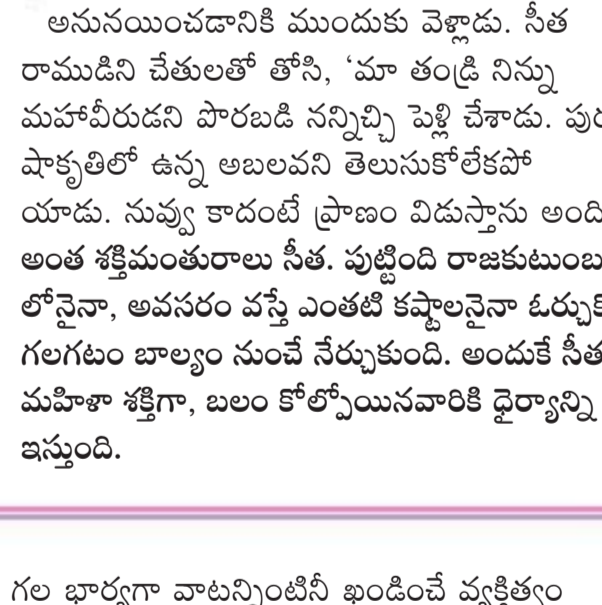 అనునయించడానికి ముందుకు వెళ్లాడు. సీత
రాముడిని చేతులతో తోసి, ‘మా తండ్రి నిన్ను
మహావీరుడని పొరబడి నన్నిచ్చి పెళ్లి చేశాడు. పురు
షాకృతిలో ఉన్న అబలవని తెలుసుకోలేకపో
యాడు. నువ్వు కాదంటే ప్రాణం విడుస్తాను అంది
అంత శక్తిమంతురాలు సీత. పుట్టింది రాజకుటుంబ
లోనైనా, అవసరం వస్తే ఎంతటి కష్టాలనైనా ఓర్చుకో
గలగటం బాల్యం నుంచే నేర్చుకుంది. అందుకే సీత
మహిళా శక్తిగా, బలం కోల్పోయినవారికి ధైర్యాన్ని
ఇస్తుంది.
గల భార్యగా వాటన్నింటినీ ఖండించే వ్యక్తిత్వం